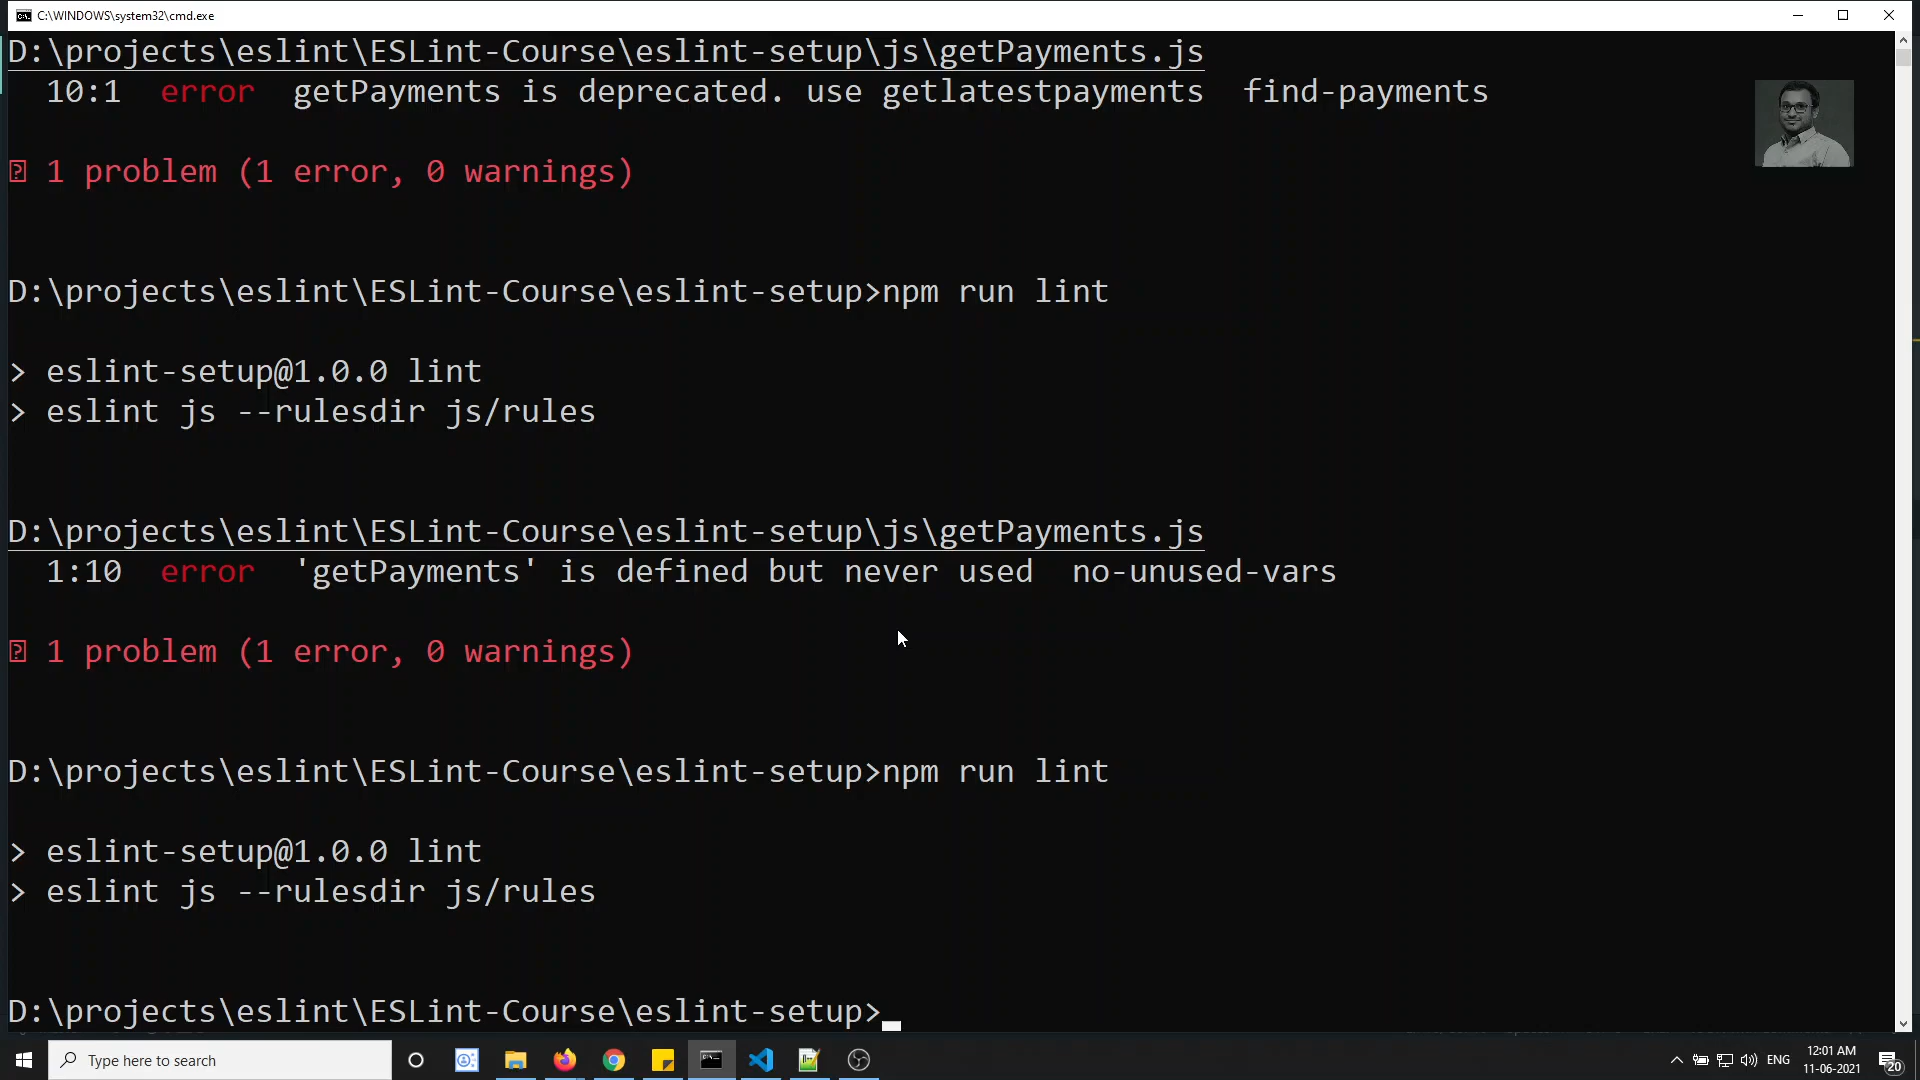 C:\WINDOWS\system32\cmd.exe
D:\projects\eslint\ESLint-Course\eslint-setup\js\getPayments.js
10:1 error getPayments is deprecated. use getlatestpayments find-payments
1 problem (1 error, 0 warnings)
D:\projects\eslint\ESLint-Course\eslint-setup>npm run lint
> eslint-setup@1.0.0 lint
> eslint js --rulesdir js/rules
D:\projects\eslint\ESLint-Course\eslint-setup\js\getPayments.js
1:10 error 'getPayments' is defined but never used no-unused-vars
1 problem (1 error, 0 warnings)
D:\projects\eslint\ESLint-Course\eslint-setup>npm run lint
> eslint-setup@1.0.0 lint
> eslint js --rulesdir js/rules
D:\projects\eslint\ESLint-Course\eslint-setup>
Type here to search
ENG
12:01 AM
11-06-2021
20